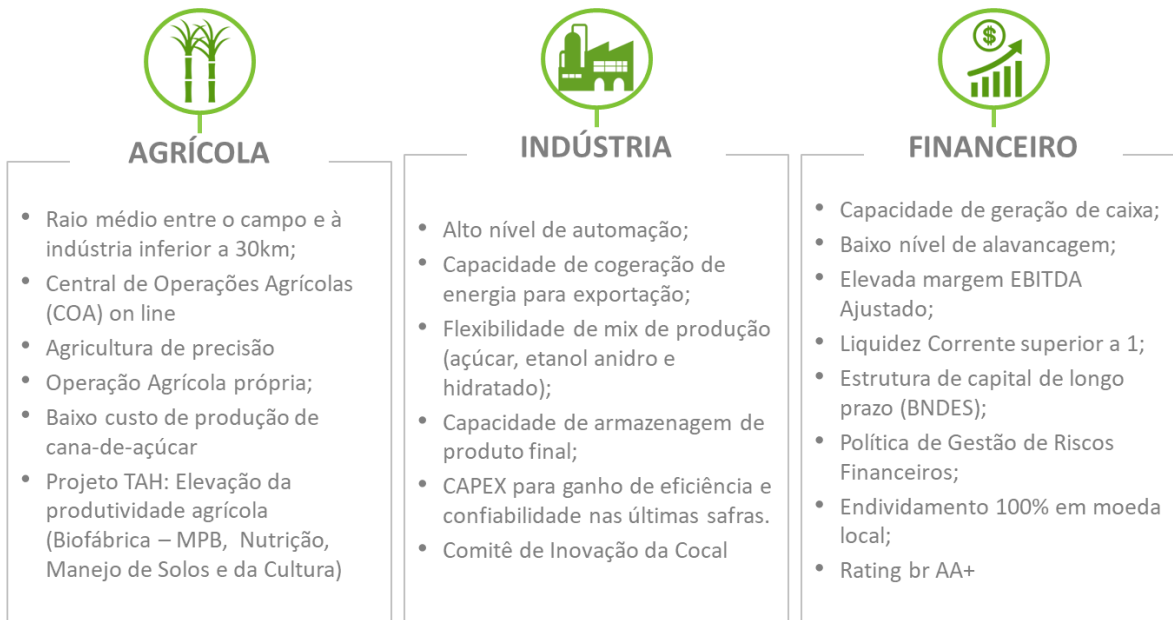 AGRÍCOLA
• Raio médio entre o campo e à
indústria inferior a 30km;
• Central de Operações Agrícolas
(COA) on line
• Agricultura de precisão
• Operação Agrícola própria;
• Baixo custo de produção de
cana-de-açúcar
• Projeto TAH: Elevação da
produtividade agrícola
(Biofábrica – MPB, Nutrição,
Manejo de Solos e da Cultura)
INDÚSTRIA
• Alto nível de automação;
• Capacidade de cogeração de
energia para exportação;
• Flexibilidade de mix de produção
(açúcar, etanol anidro e
hidratado);
• Capacidade de armazenagem de
produto final;
• CAPEX para ganho de eficiência e
confiabilidade nas últimas safras.
• Comitê de Inovação da Cocal
$
FINANCEIRO
• Capacidade de geração de caixa;
• Baixo nível de alavancagem;
• Elevada margem EBITDA
Ajustado;
• Liquidez Corrente superior a 1;
• Estrutura de capital de longo
prazo (BNDES);
• Política de Gestão de Riscos
Financeiros;
• Endividamento 100% em moeda
local;
• Rating br AA+